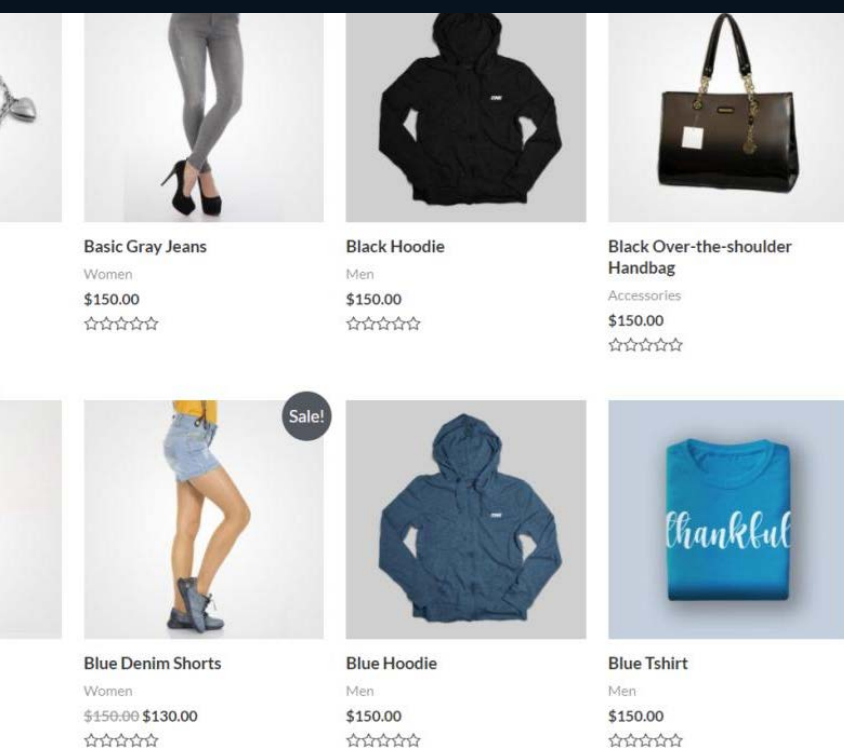 Basic Gray Jeans
Women
$150.00
Black Hoodie
Men
$150.00
Black Over-the-shoulder
Handbag
Accessories
$150.00
Sale!
thankful
Blue Denim Shorts
Women
$150.00 $130.00
Blue Hoodie
Men
$150.00
Blue Tshirt
Men
$150.00